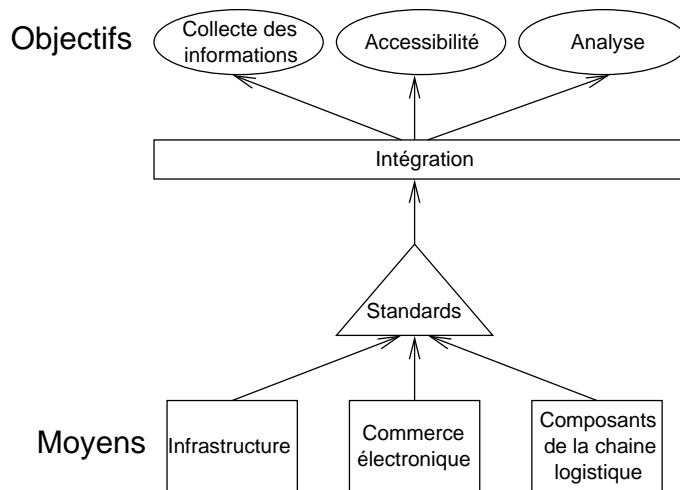 Objectifs
Collecte des
informations
Accessibilité
Analyse
Intégration
Standards
Moyens
Infrastructure
Commerce
électronique
Composants
de la chaine
logistique